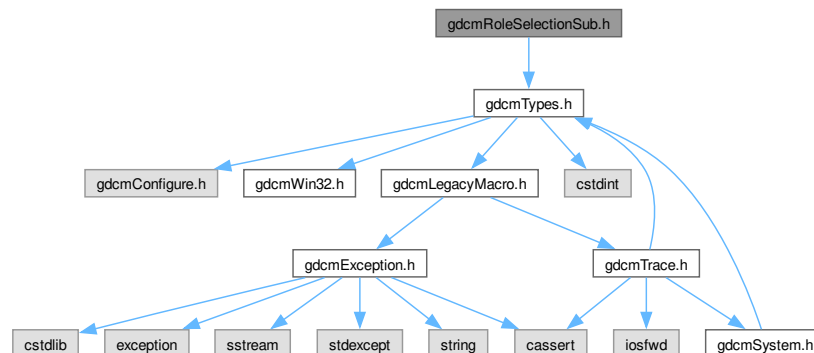 gdcmRoleSelectionSub.h
gdcmTypes.h
gdcmConfigure.h
gdcmWin32.h
gdcmLegacyMacro.h
cstdint
gdcmException.h
gdcmTrace.h
cstdlib
exception
sstream
stdexcept
string
cassert
iosfwd
gdcmSystem.h